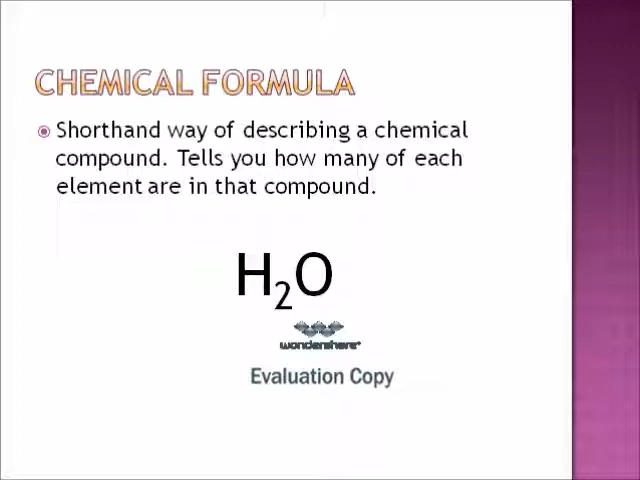 CHEMICAL FORMULA
Shorthand way of describing a chemical
compound. Tells you how many of each
element are in that compound.
H₂O
wondershare
Evaluation Copy